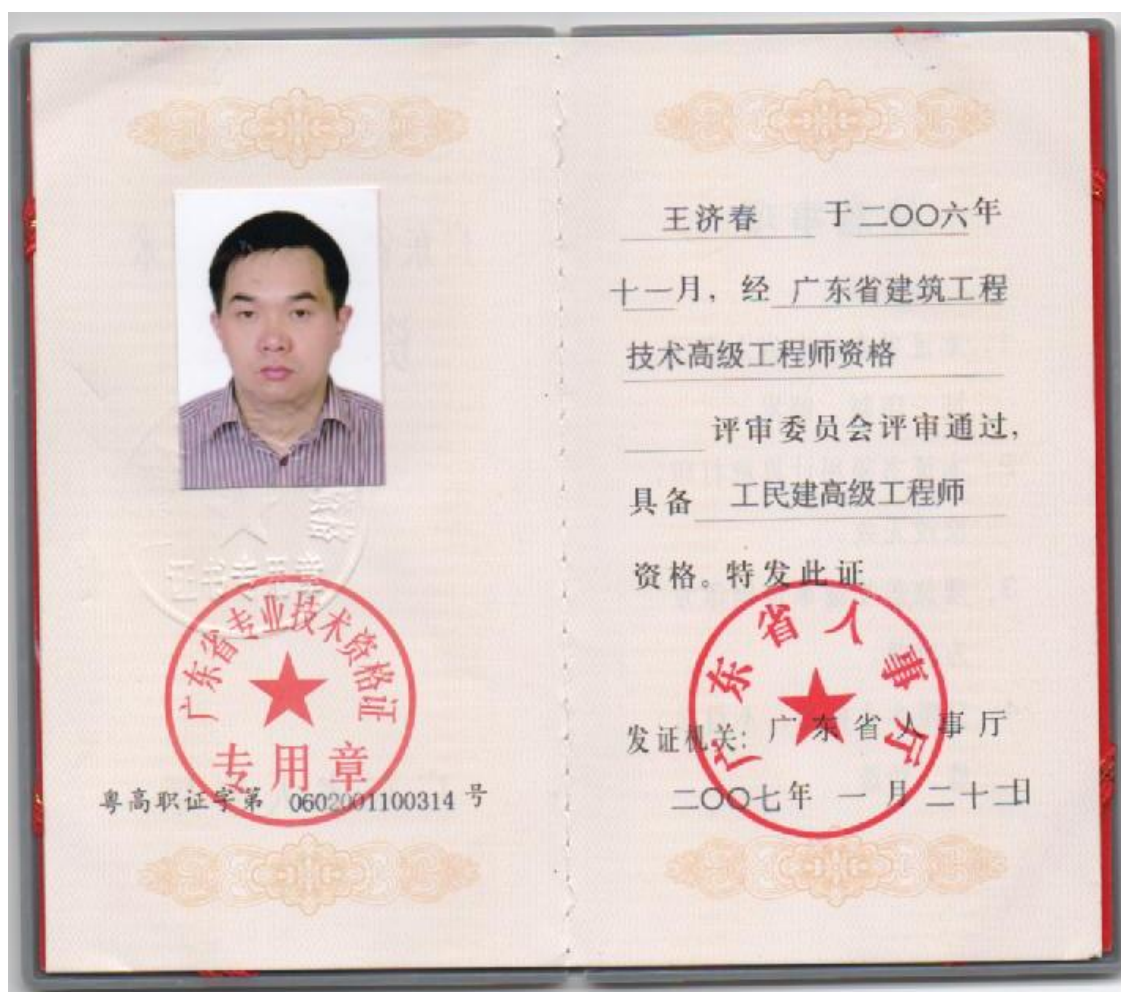 广东省专业技术资格证
专用章
粤高职证字第 0602001100314 号
王济春 于二〇〇六年
十一月，经 广东省建筑工程
技术高级工程师资格
评审委员会评审通过，
具备 工民建高级工程师
资格。特发此证
广东省人事厅
发证机关：广东省人事厅
二〇〇七年 一月二十二日